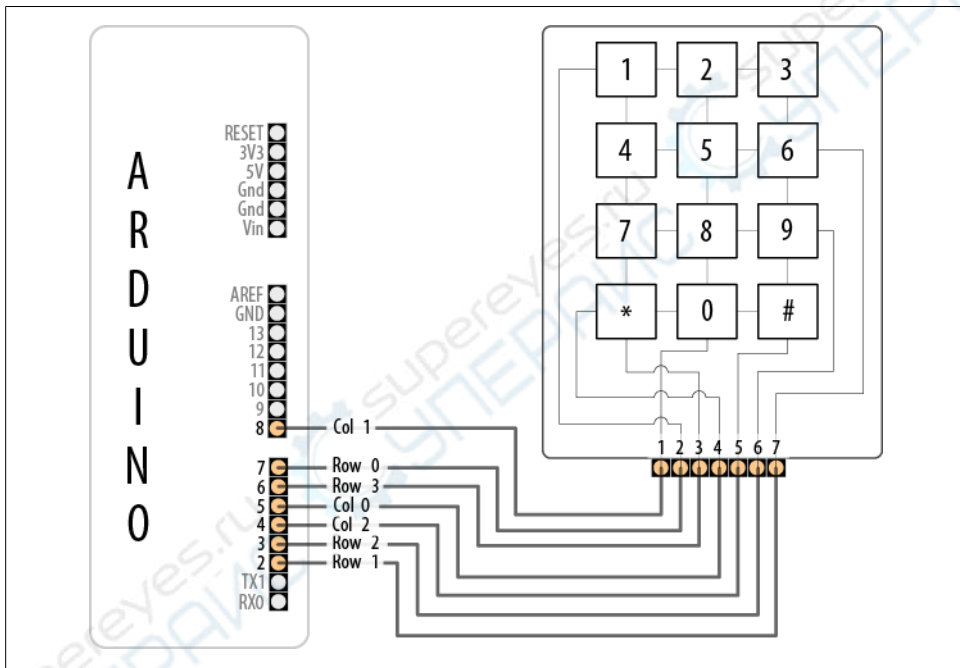 ARDUINO
RESET
3V3
5V
Gnd
Gnd
Vin
AREF
GND
13
12
11
10
9
8 Col 1
7 Row 0
6 Row 3
5 Col 0
4 Col 2
3 Row 2
2 Row 1
TX1
RX0
1 2 3
4 5 6
7 8 9
* 0 #
1 2 3 4 5 6 7
supereyes.ru
СУПЕРАЙС
supereyes.ru